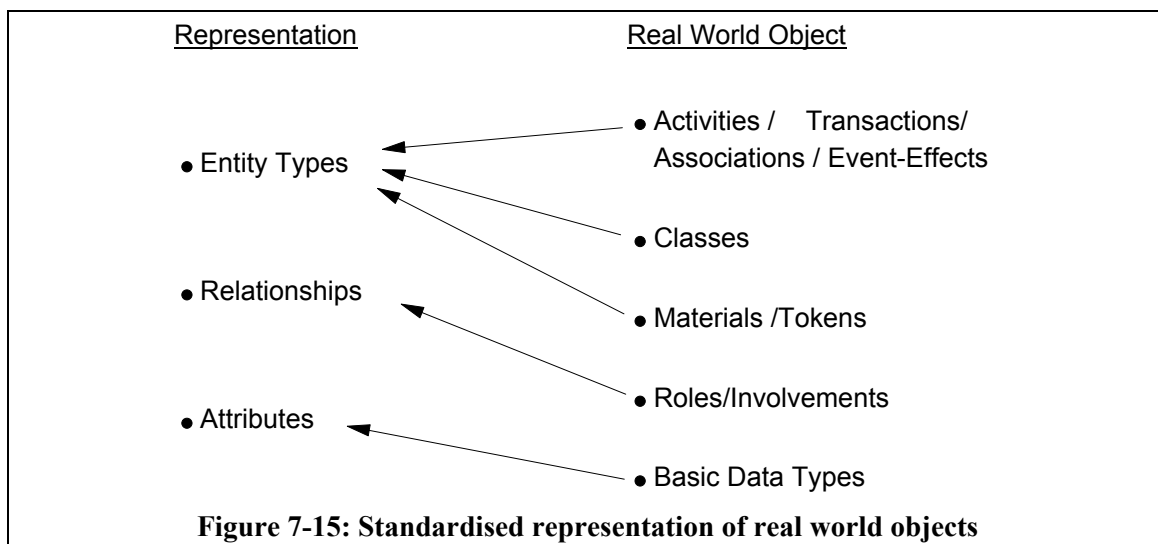 Representation
Real World Object
● Activities / Transactions/
Associations / Event-Effects
● Entity Types
● Classes
● Relationships
● Materials /Tokens
● Roles/Involvements
● Attributes
● Basic Data Types
Figure 7-15: Standardised representation of real world objects